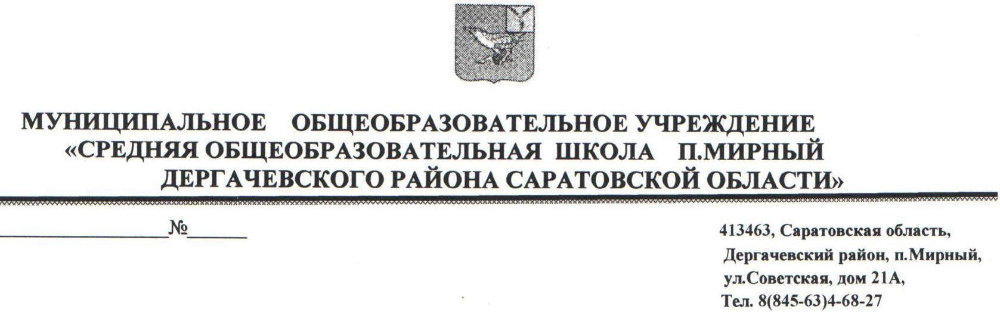 МУНИЦИПАЛЬНОЕ ОБЩЕОБРАЗОВАТЕЛЬНОЕ УЧРЕЖДЕНИЕ
«СРЕДНЯЯ ОБЩЕОБРАЗОВАТЕЛЬНАЯ ШКОЛА П.МИРНЫЙ
ДЕРГАЧЕВСКОГО РАЙОНА САРАТОВСКОЙ ОБЛАСТИ»
___________________№_______
413463, Саратовская область,
Дергачевский район, п.Мирный,
ул.Советская, дом 21А,
Тел. 8(845-63)4-68-27